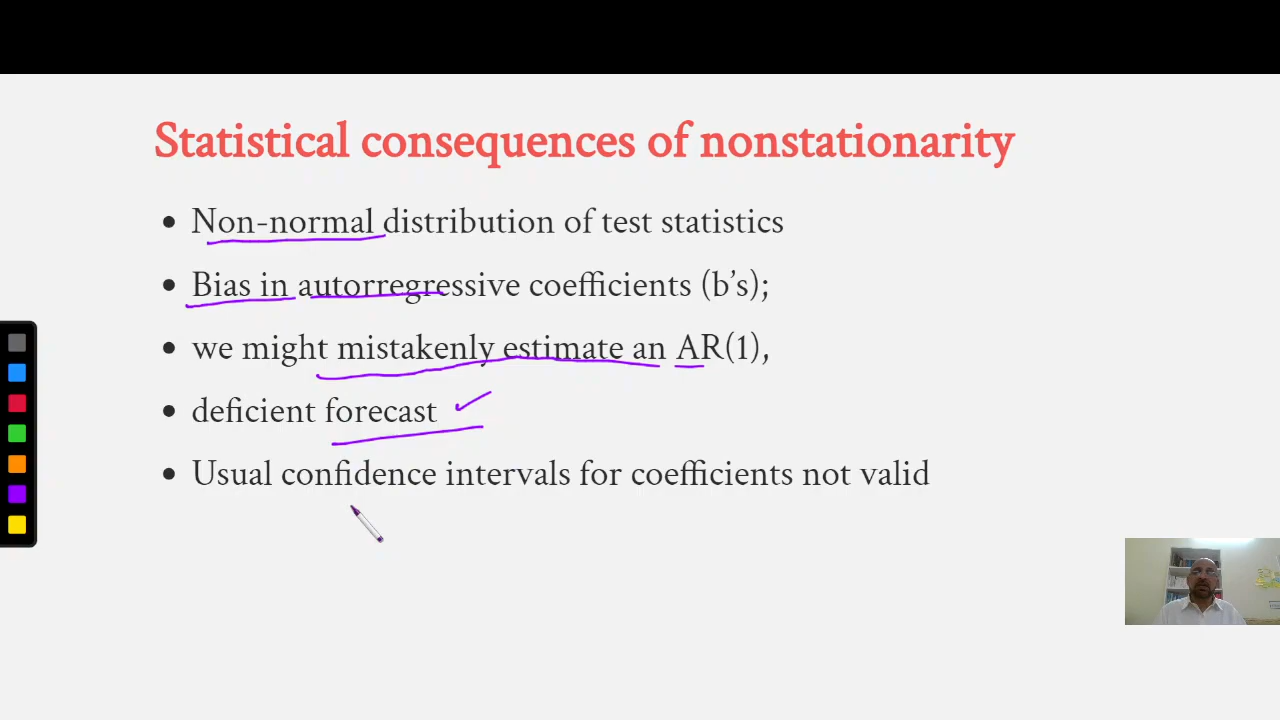 Statistical consequences of nonstationarity
• Non-normal distribution of test statistics
• Bias in autorregressive coefficients (b's);
• we might mistakenly estimate an AR(1),
• deficient forecast
• Usual confidence intervals for coefficients not valid